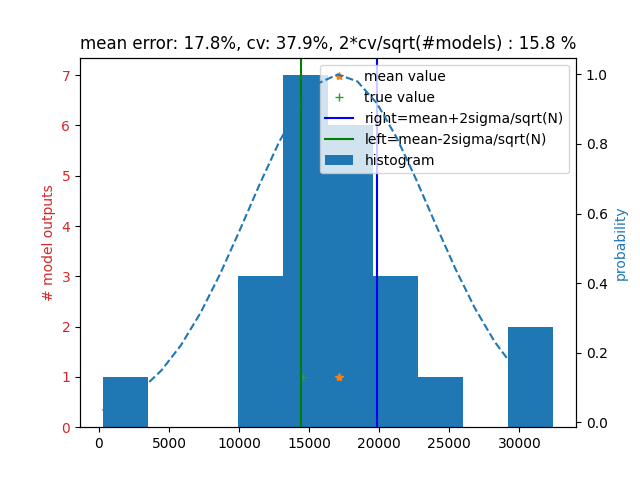 mean error: 17.8%, cv: 37.9%, 2*cv/sqrt(#models) : 15.8 %
mean value
true value
right=mean+2sigma/sqrt(N)
left=mean-2sigma/sqrt(N)
histogram
# model outputs
7
6
5
4
3
2
1
0
probability
1.0
0.8
0.6
0.4
0.2
0.0
0 5000 10000 15000 20000 25000 30000